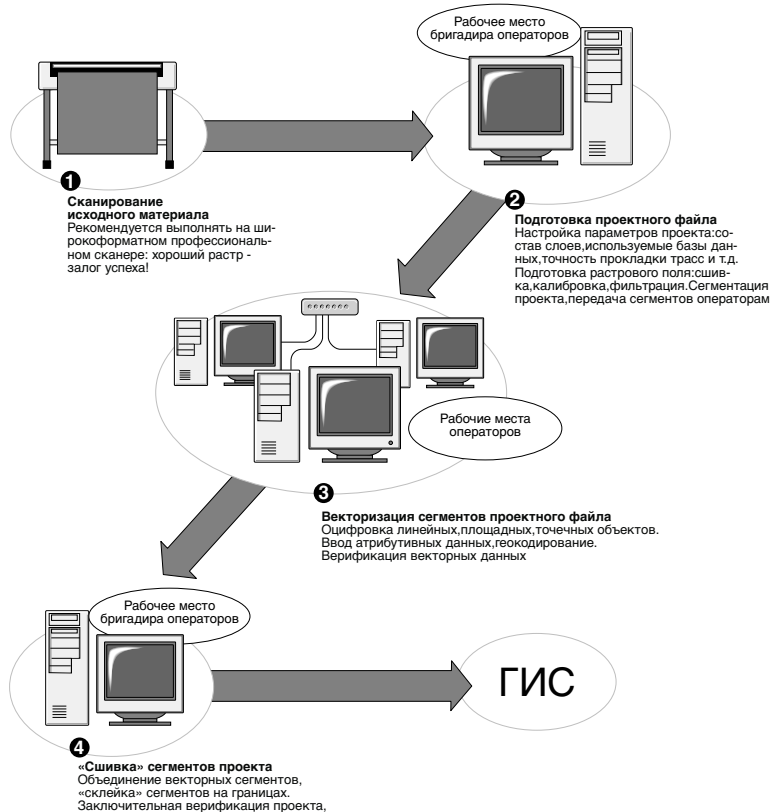 Рабочее место
бригадира операторов
1
Сканирование
исходного материала
Рекомендуется выполнять на ши-
рокоформатном профессиональ-
ном сканере: хороший растр -
залог успеха!
2
Подготовка проектного файла
Настройка параметров проекта:со-
став слоев,используемые базы дан-
ных,точность прокладки трасс и т.д.
Подготовка растрового поля:сшив-
ка,калибровка,фильтрация.Сегментация
проекта,передача сегментов операторам
Рабочие места
операторов
3
Векторизация сегментов проектного файла
Оцифровка линейных,площадных,точечных объектов.
Ввод атрибутивных данных,геокодирование.
Верификация векторных данных
Рабочее место
бригадира операторов
ГИС
4
«Сшивка» сегментов проекта
Объединение векторных сегментов,
«склейка» сегментов на границах.
Заключительная верификация проекта,